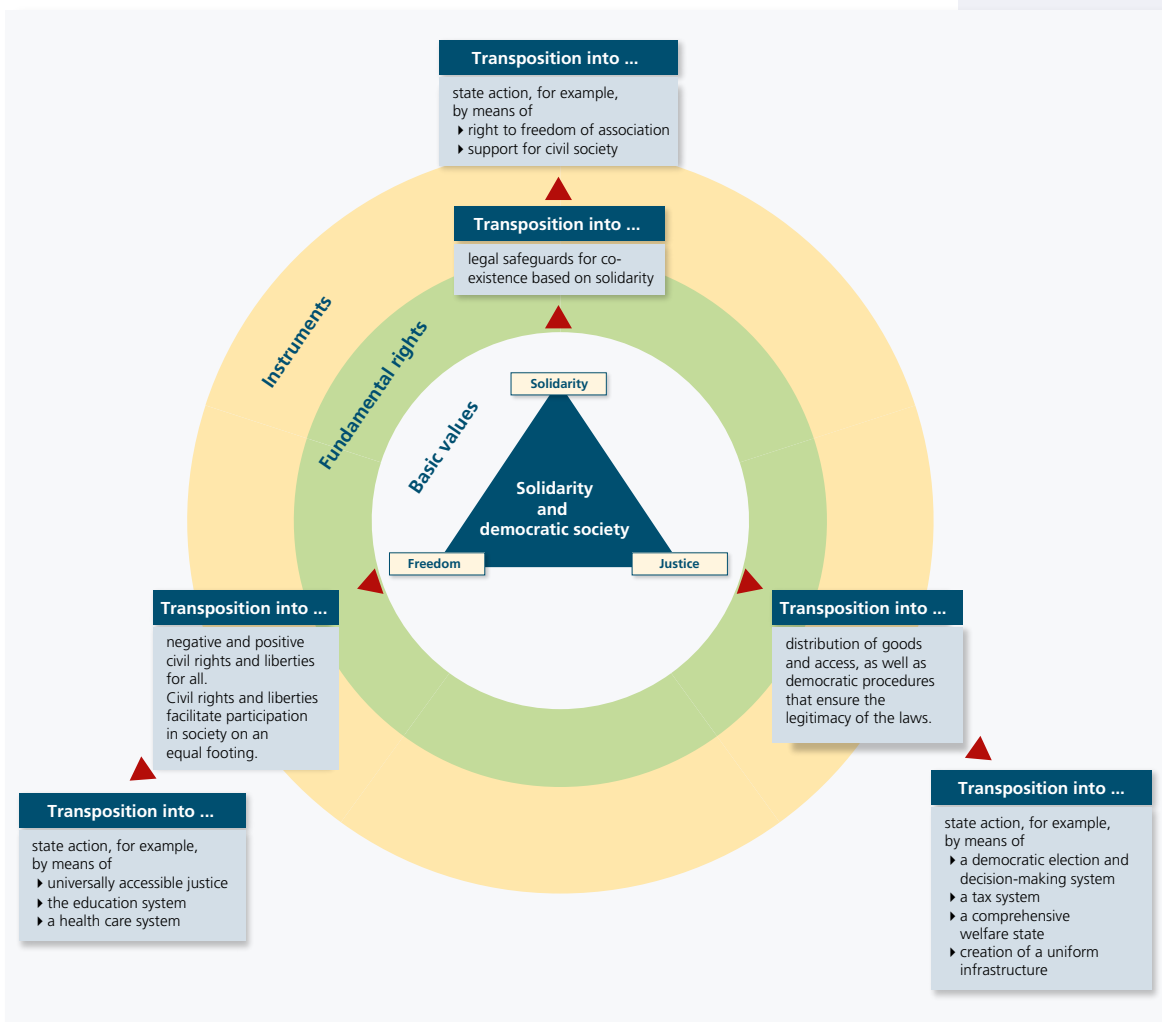 Transposition into ...
state action, for example,
by means of
right to freedom of association
support for civil society
Transposition into ...
legal safeguards for co-
existence based on solidarity
Instruments
Fundamental rights
Basic values
Solidarity
Solidarity
and
democratic society
Freedom
Justice
Transposition into ...
negative and positive
civil rights and liberties
for all.
Civil rights and liberties
facilitate participation
in society on an
equal footing.
Transposition into ...
distribution of goods
and access, as well as
democratic procedures
that ensure the
legitimacy of the laws.
Transposition into ...
state action, for example,
by means of
universally accessible justice
the education system
a health care system
Transposition into ...
state action, for example,
by means of
a democratic election and
decision-making system
a tax system
a comprehensive
welfare state
creation of a uniform
infrastructure